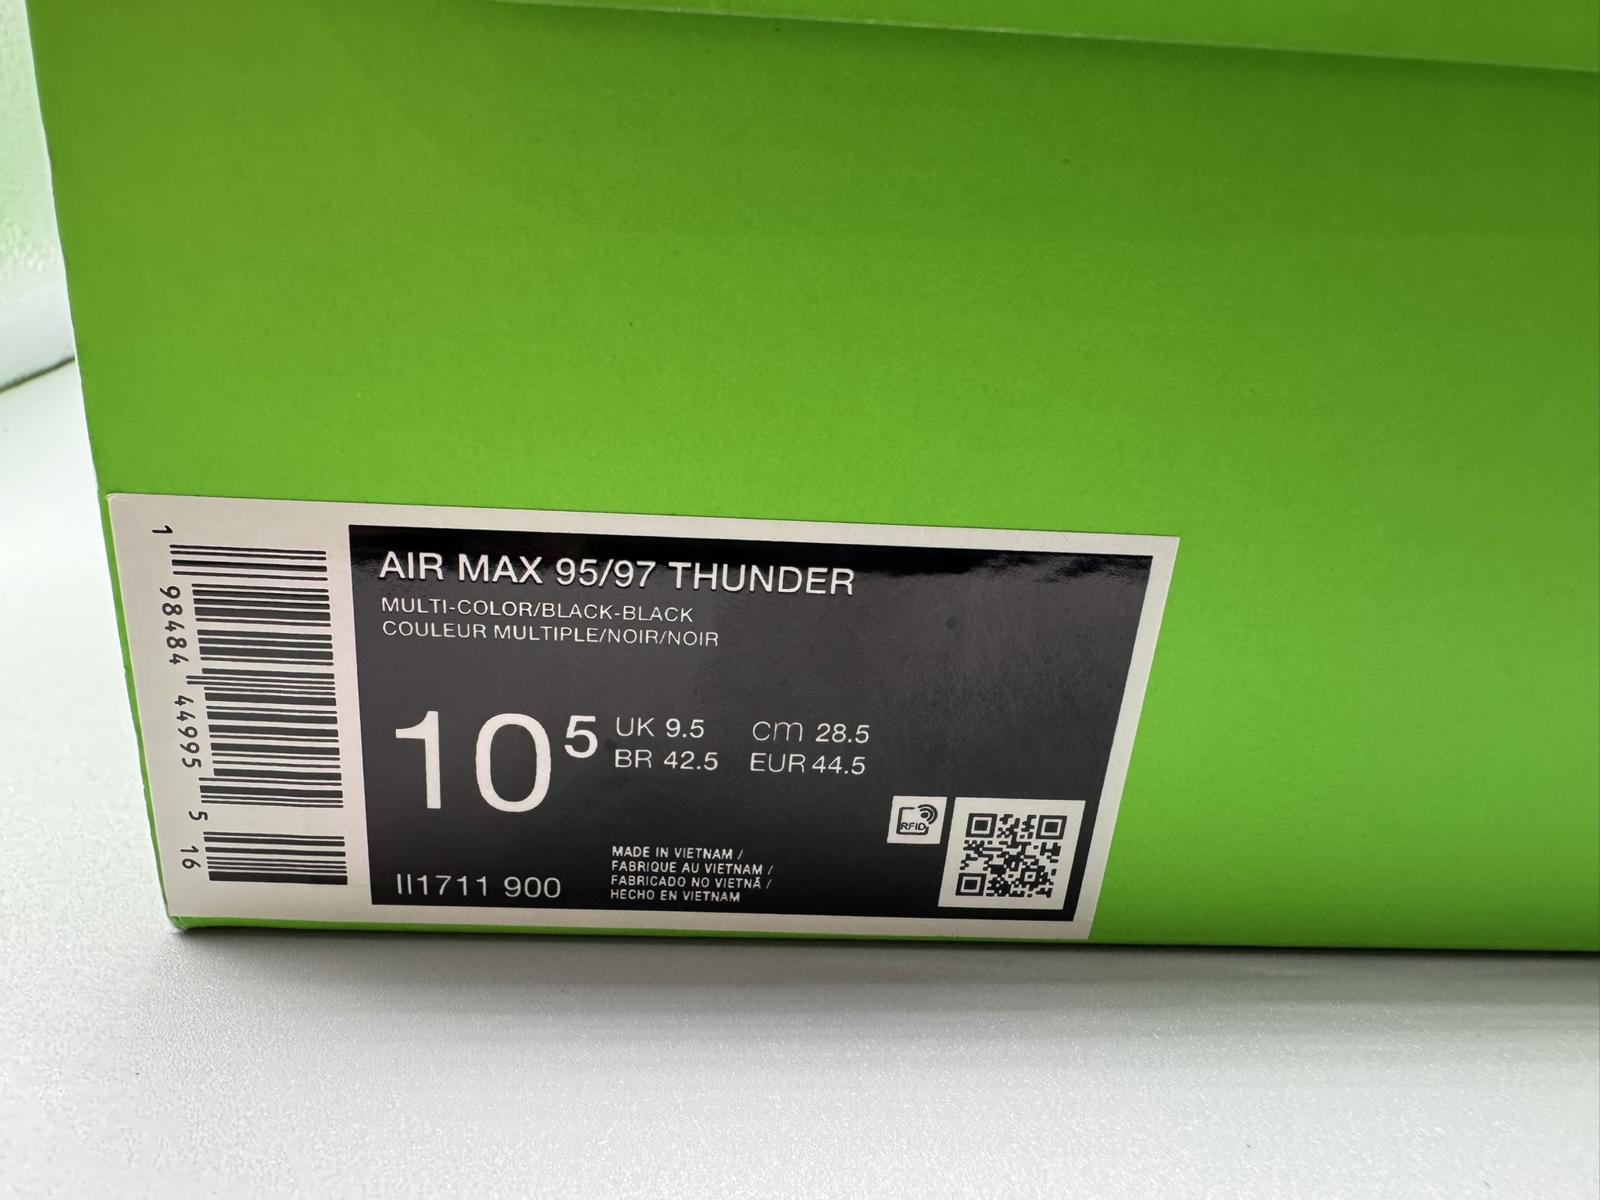 AIR MAX 95/97 THUNDER
MULTI-COLOR/BLACK-BLACK
COULEUR MULTIPLE/NOIR/NOIR
10 5
UK 9.5 cm 28.5
BR 42.5 EUR 44.5
MADE IN VIETNAM /
FABRIQUE AU VIETNAM /
FABRICADO NO VIETNÃ /
HECHO EN VIETNAM
II1711 900
RFID
1 98484 44995 5 16